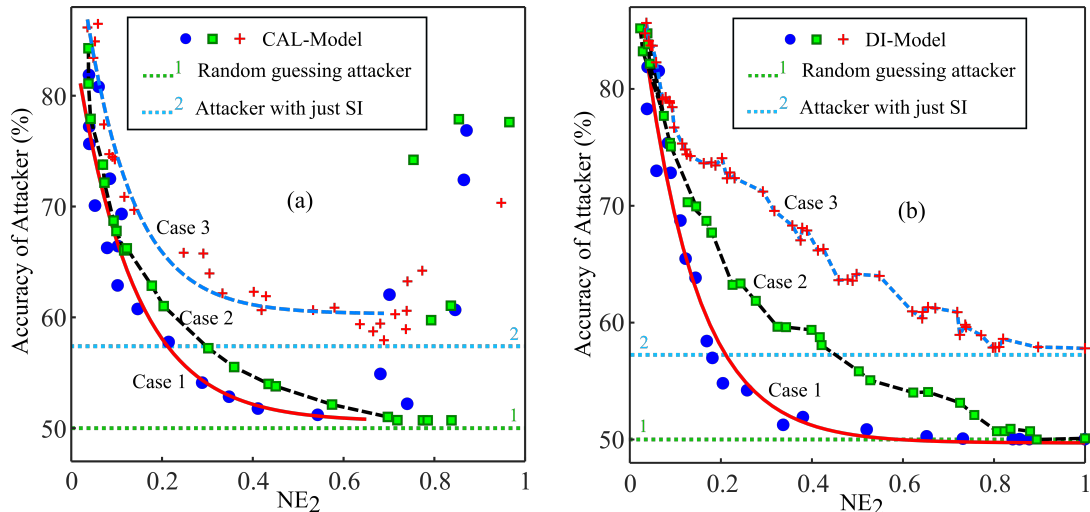 CAL-Model
1 Random guessing attacker
2 Attacker with just SI
(a)
Case 3
Case 2
Case 1
2
1
80
70
60
50
0 0.2 0.4 0.6 0.8 1
NE2
Accuracy of Attacker (%)
DI-Model
1 Random guessing attacker
2 Attacker with just SI
(b)
Case 3
Case 2
Case 1
2
1
80
70
60
50
0 0.2 0.4 0.6 0.8 1
NE2
Accuracy of Attacker (%)